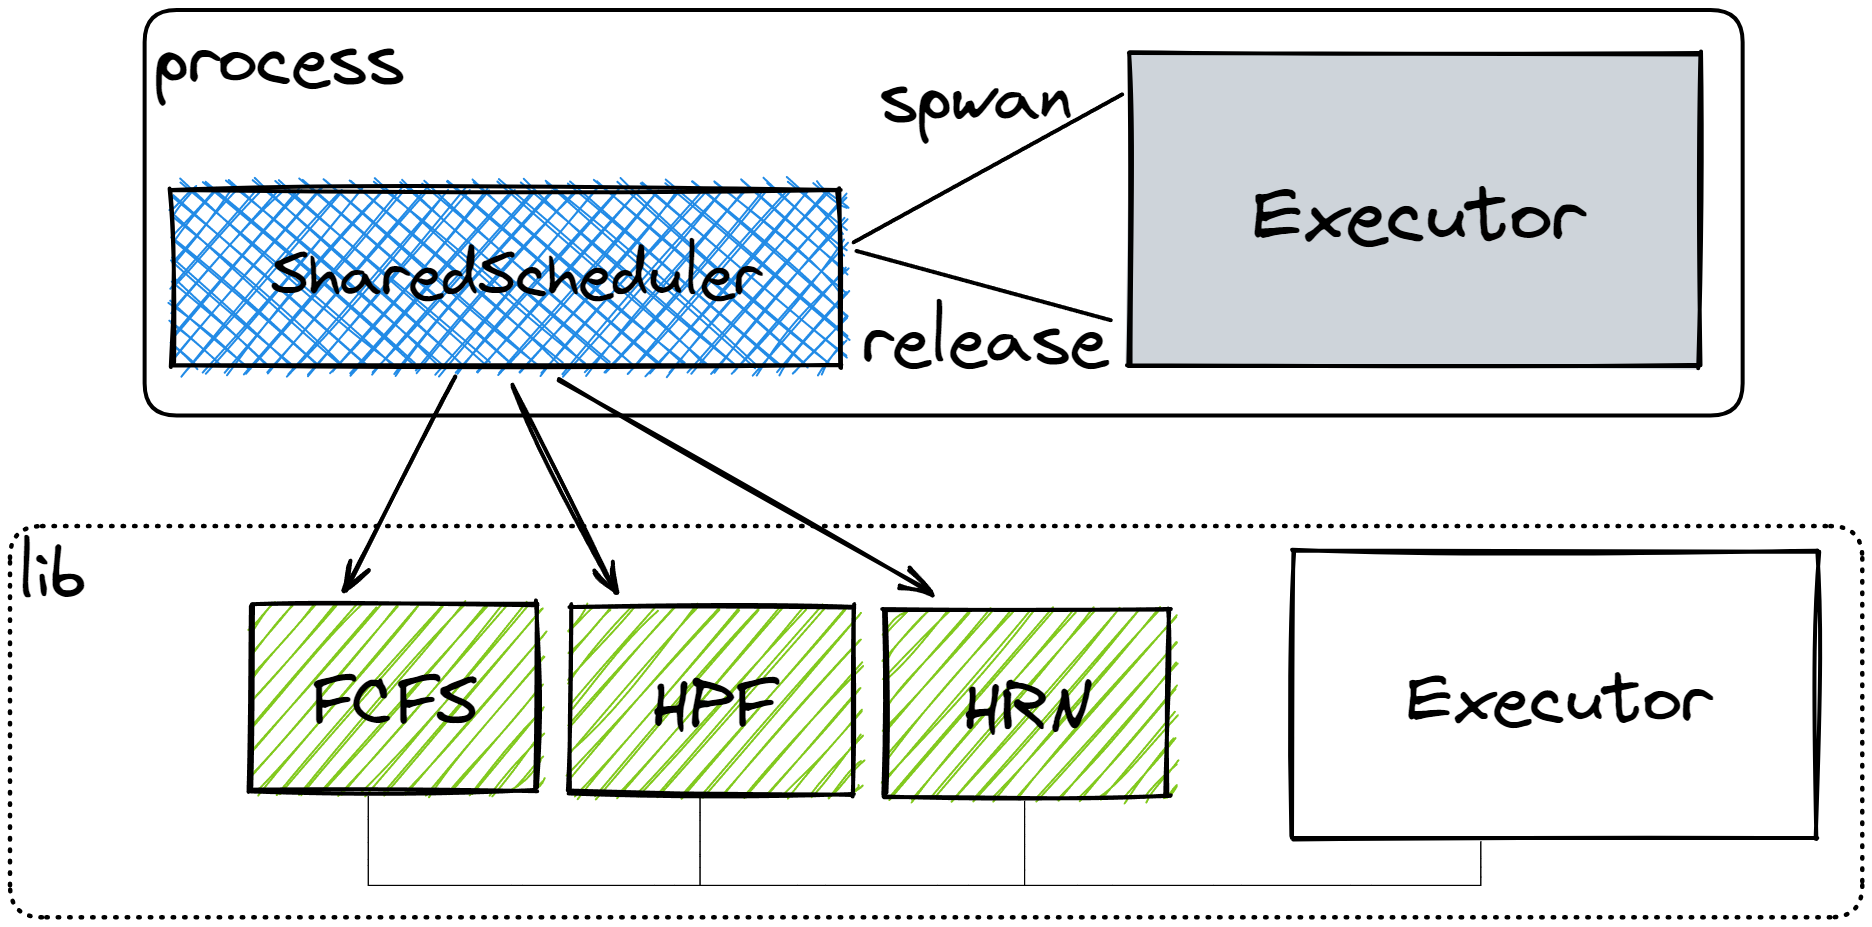 process
spwan
Executor
SharedScheduler
release
lib
FCFS
HPF
HRN
Executor